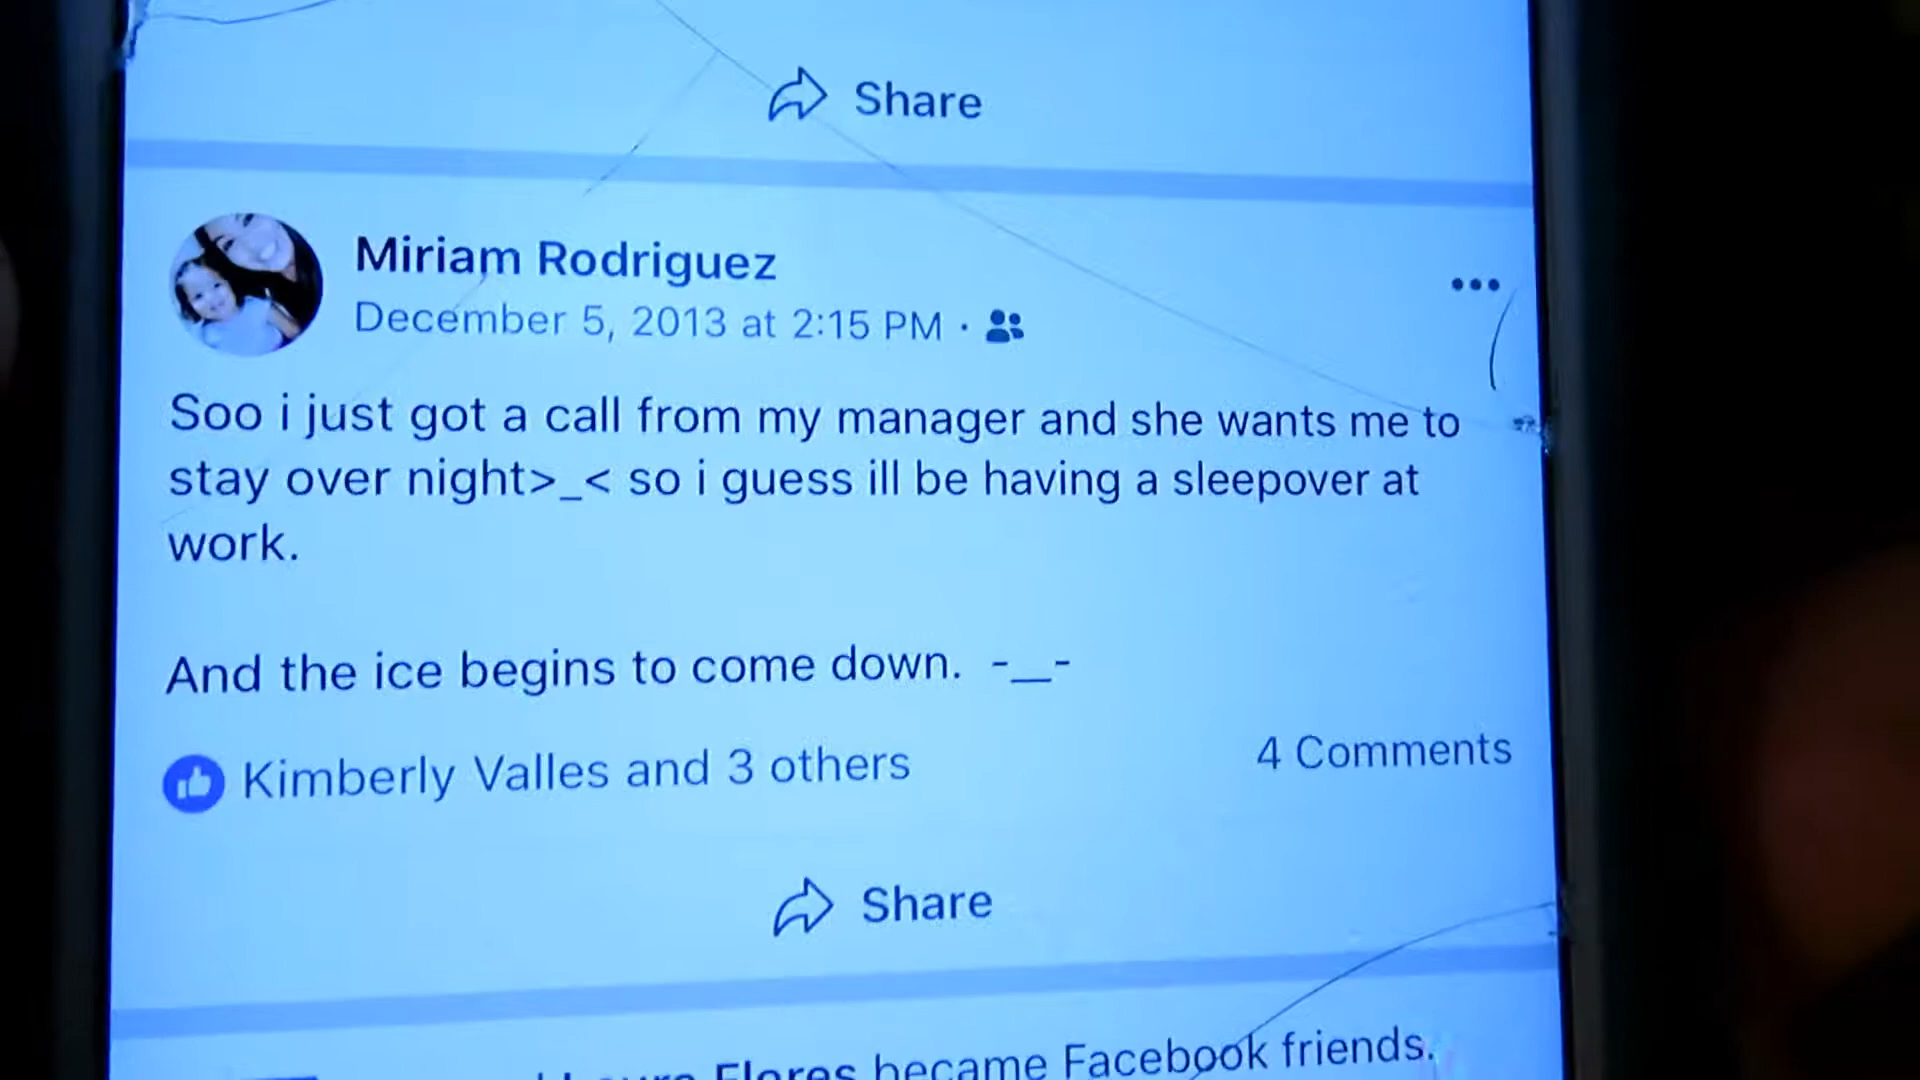 Share
Miriam Rodriguez
December 5, 2013 at 2:15 PM ·
Soo i just got a call from my manager and she wants me to
stay over night>_< so i guess ill be having a sleepover at
work.
And the ice begins to come down. -__-
Kimberly Valles and 3 others
4 Comments
Share
Flores became Facebook friends.